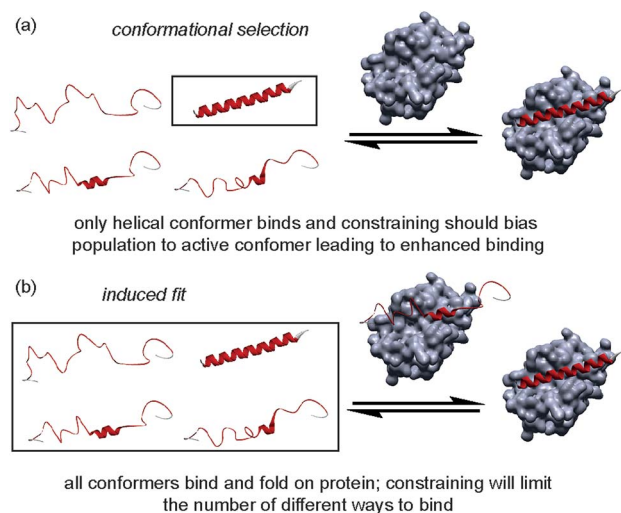 (a)
conformational selection
only helical conformer binds and constraining should bias
population to active confomer leading to enhanced binding
(b)
induced fit
all conformers bind and fold on protein; constraining will limit
the number of different ways to bind